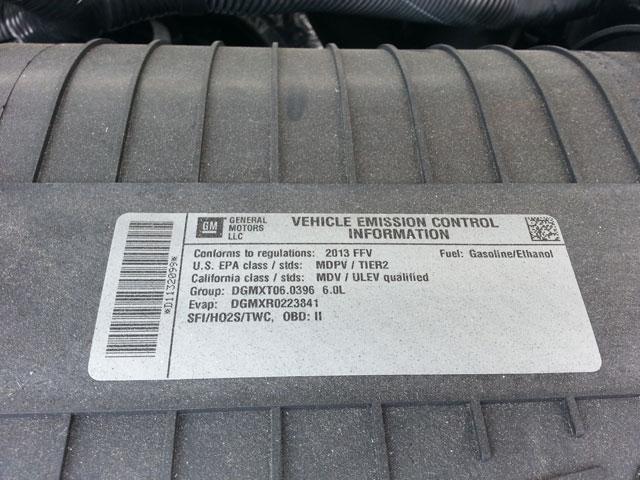 GM GENERAL MOTORS LLC
VEHICLE EMISSION CONTROL INFORMATION
Conforms to regulations: 2013 FFV Fuel: Gasoline/Ethanol
U.S. EPA class / stds: MDPV / TIER2
California class / stds: MDV / ULEV qualified
Group: DGMXT06.0396 6.0L
Evap: DGMXR0223841
SFI/HO2S/TWC, OBD: II
*D1132099*